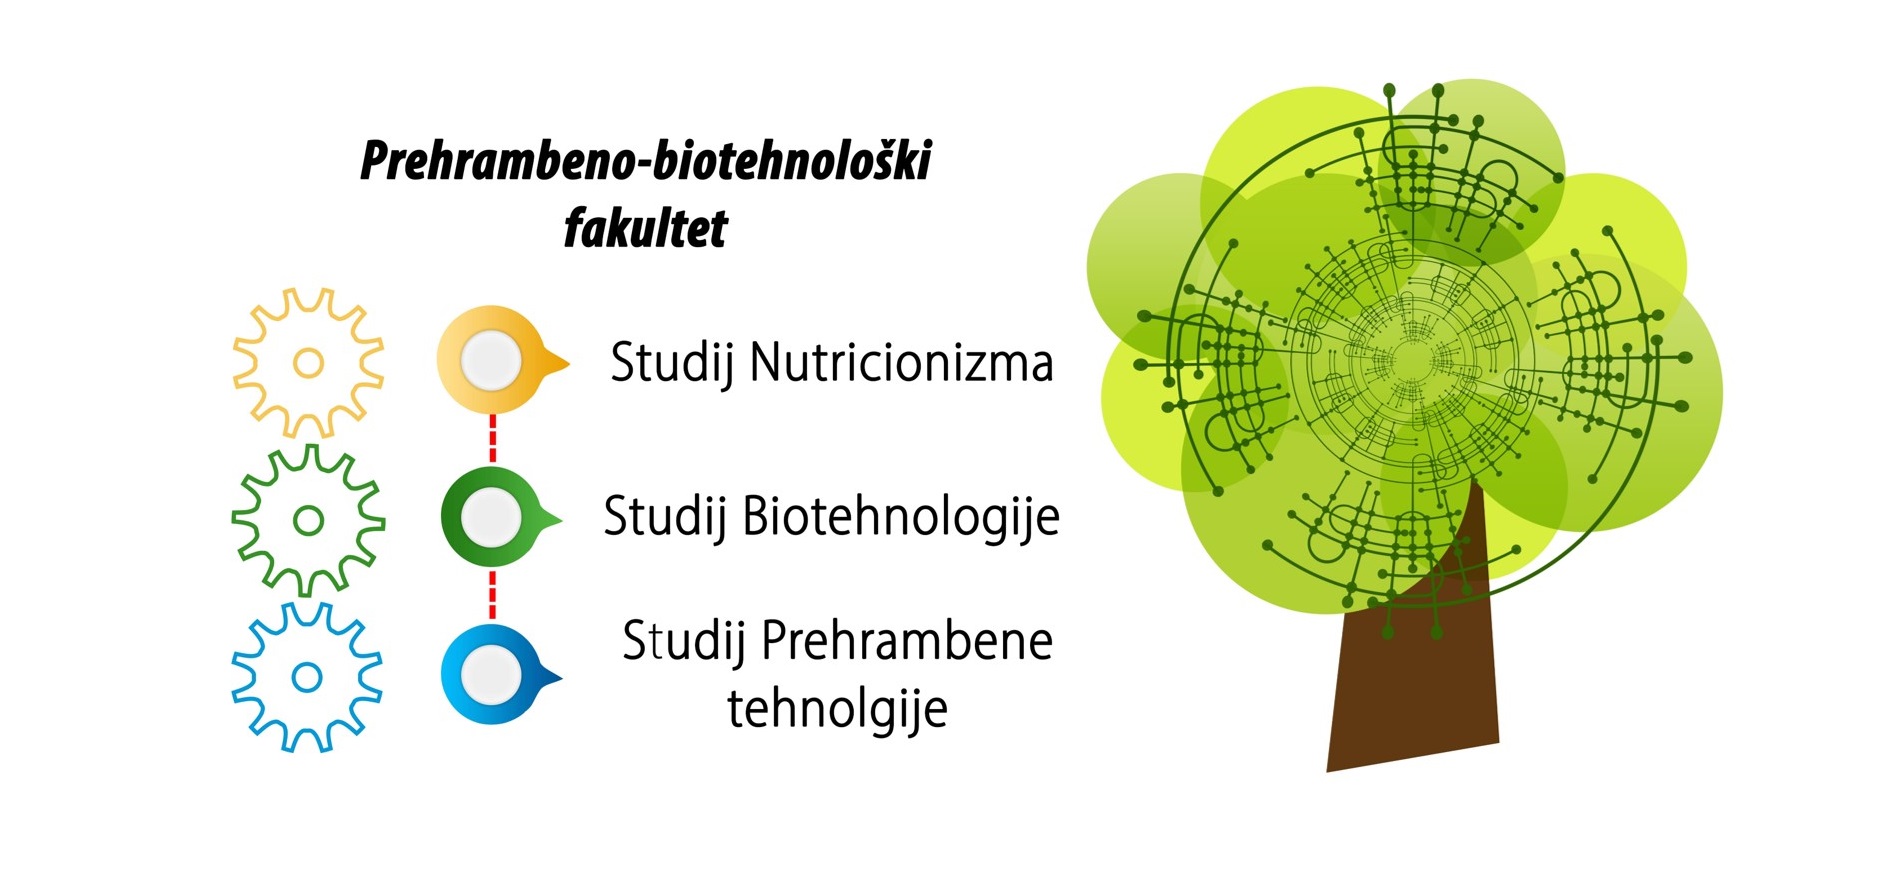 Prehrambeno-biotehnološki
fakultet
Studij Nutricionizma
Studij Biotehnologije
Studij Prehrambene
tehnolgije